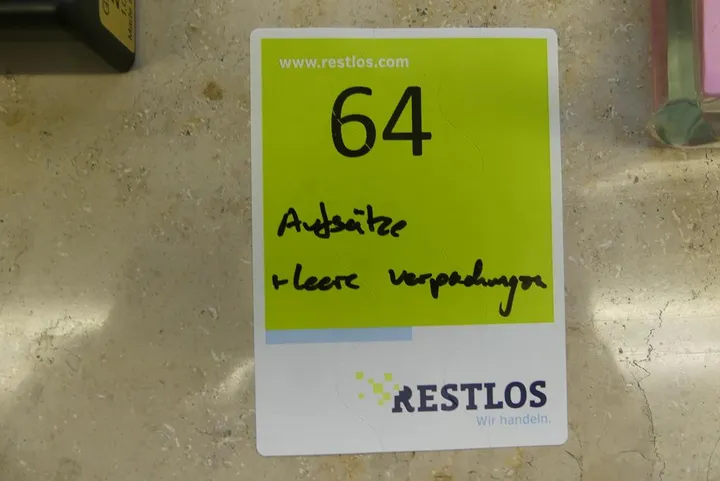 www.restlos.com
64
Aufsätze
+ leere Verpackungen
RESTLOS
Wir handeln.